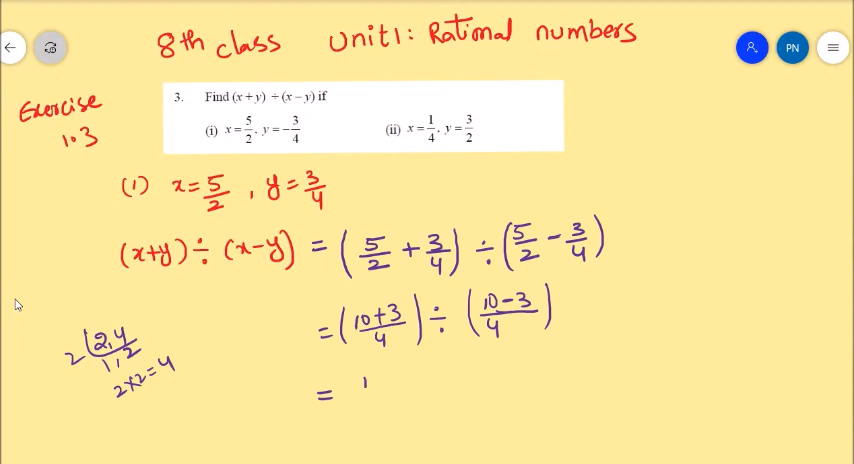 8th class Unit1: Rational numbers
PN
Exercise
1.3
3. Find (x + y) ÷ (x – y) if
(i) x = 5/2, y = –3/4 (ii) x = 1/4, y = 3/2
(1) x = 5/2 , y = 3/4
(x+y) ÷ (x-y) = (5/2 + 3/4) ÷ (5/2 - 3/4)
= (10+3/4) ÷ (10-3/4)
2 | 2,4
1,2
2×2=4
= 1